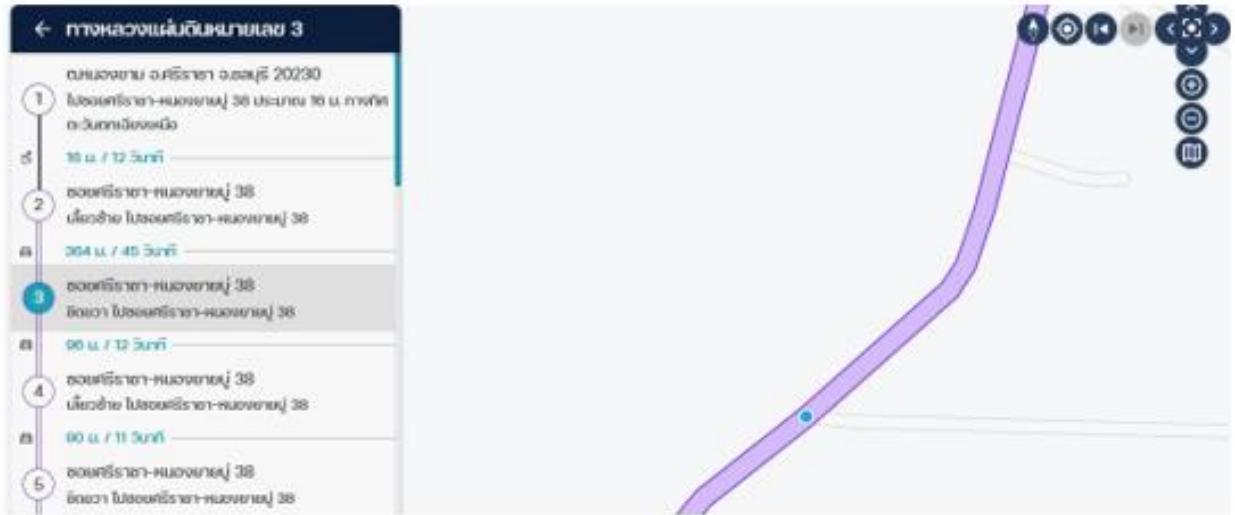 ทางหลวงแผ่นดินหมายเลข 3
ต.หนองขาม อ.ศรีราชา จ.ชลบุรี 20230
1
ไปซอยศรีราชา-หนองยายบู่ 38 ประมาณ 16 ม. ทางทิศ
ตะวันตกเฉียงเหนือ
16 ม. / 12 วินาที
2
ซอยศรีราชา-หนองยายบู่ 38
เลี้ยวซ้าย ไปซอยศรีราชา-หนองยายบู่ 38
364 ม. / 45 วินาที
3
ซอยศรีราชา-หนองยายบู่ 38
ชิดขวา ไปซอยศรีราชา-หนองยายบู่ 38
96 ม. / 12 วินาที
4
ซอยศรีราชา-หนองยายบู่ 38
เลี้ยวซ้าย ไปซอยศรีราชา-หนองยายบู่ 38
90 ม. / 11 วินาที
5
ซอยศรีราชา-หนองยายบู่ 38
ชิดขวา ไปซอยศรีราชา-หนองยายบู่ 38